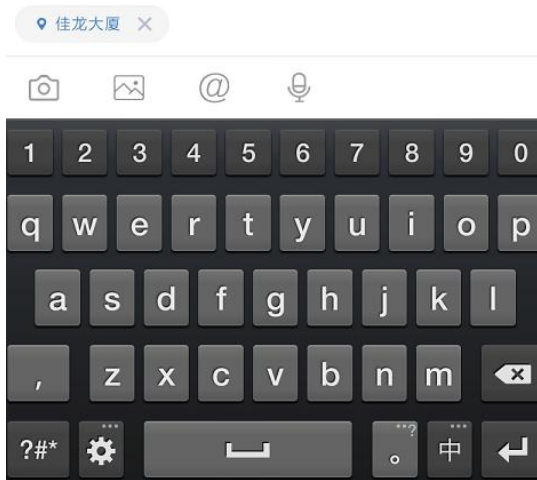 佳龙大厦
@
1 2 3 4 5 6 7 8 9 0
q w e r t y u i o p
a s d f g h j k l
, z x c v b n m
?#* 。 ...? 中